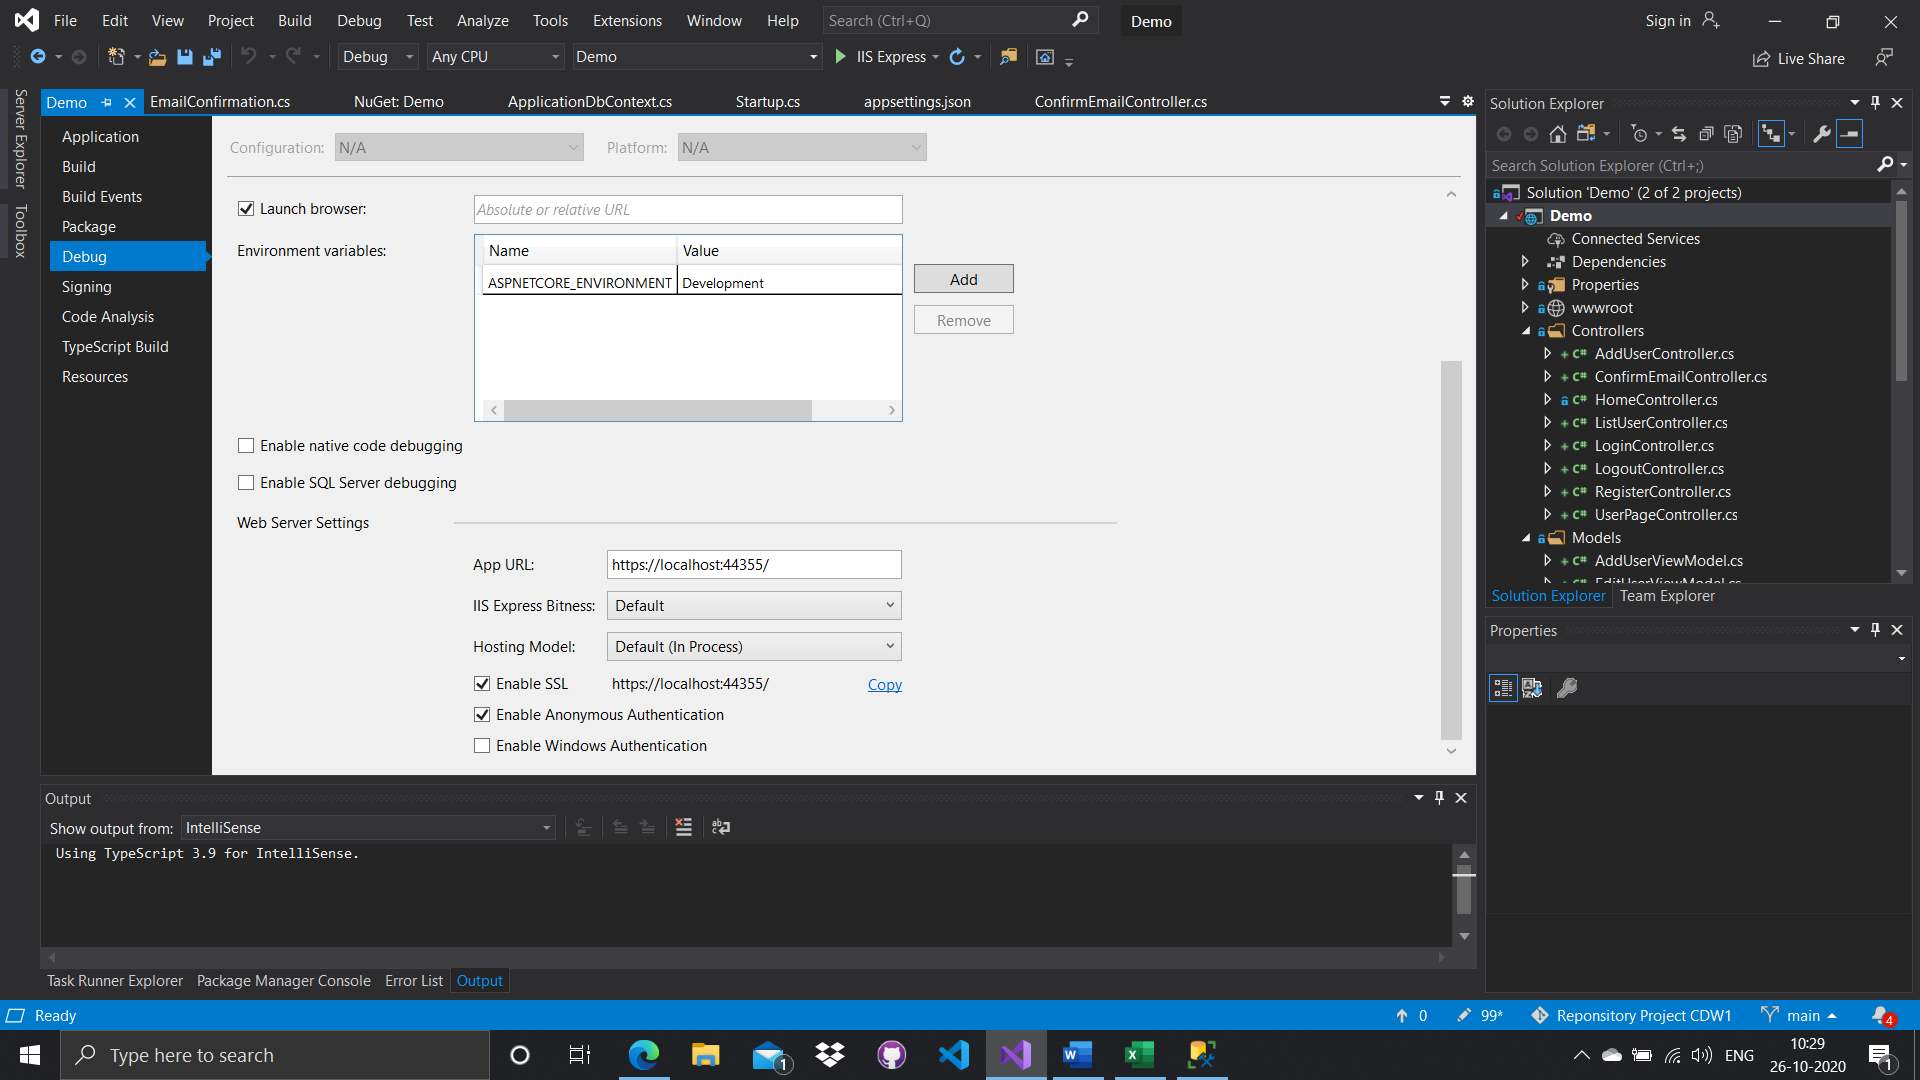 File Edit View Project Build Debug Test Analyze Tools Extensions Window Help Search (Ctrl+Q) Demo Sign in
Debug Any CPU Demo IIS Express Live Share
Server Explorer
Toolbox
Demo EmailConfirmation.cs NuGet: Demo ApplicationDbContext.cs Startup.cs appsettings.json ConfirmEmailController.cs
Application
Build
Build Events
Package
Debug
Signing
Code Analysis
TypeScript Build
Resources
Configuration: N/A Platform: N/A
Launch browser: Absolute or relative URL
Environment variables: Name Value
ASPNETCORE_ENVIRONMENT Development
Add
Remove
Enable native code debugging
Enable SQL Server debugging
Web Server Settings
App URL: https://localhost:44355/
IIS Express Bitness: Default
Hosting Model: Default (In Process)
Enable SSL https://localhost:44355/ Copy
Enable Anonymous Authentication
Enable Windows Authentication
Solution Explorer
Search Solution Explorer (Ctrl+;)
Solution 'Demo' (2 of 2 projects)
Demo
Connected Services
Dependencies
Properties
wwwroot
Controllers
C# AddUserController.cs
C# ConfirmEmailController.cs
C# HomeController.cs
C# ListUserController.cs
C# LoginController.cs
C# LogoutController.cs
C# RegisterController.cs
C# UserPageController.cs
Models
C# AddUserViewModel.cs
C# EditUserViewModel.cs
Solution Explorer Team Explorer
Properties
Output
Show output from: IntelliSense
Using TypeScript 3.9 for IntelliSense.
Task Runner Explorer Package Manager Console Error List Output
Ready 0 99* Reponsitory Project CDW1 main 4
Type here to search 1 ENG 10:29
26-10-2020 1